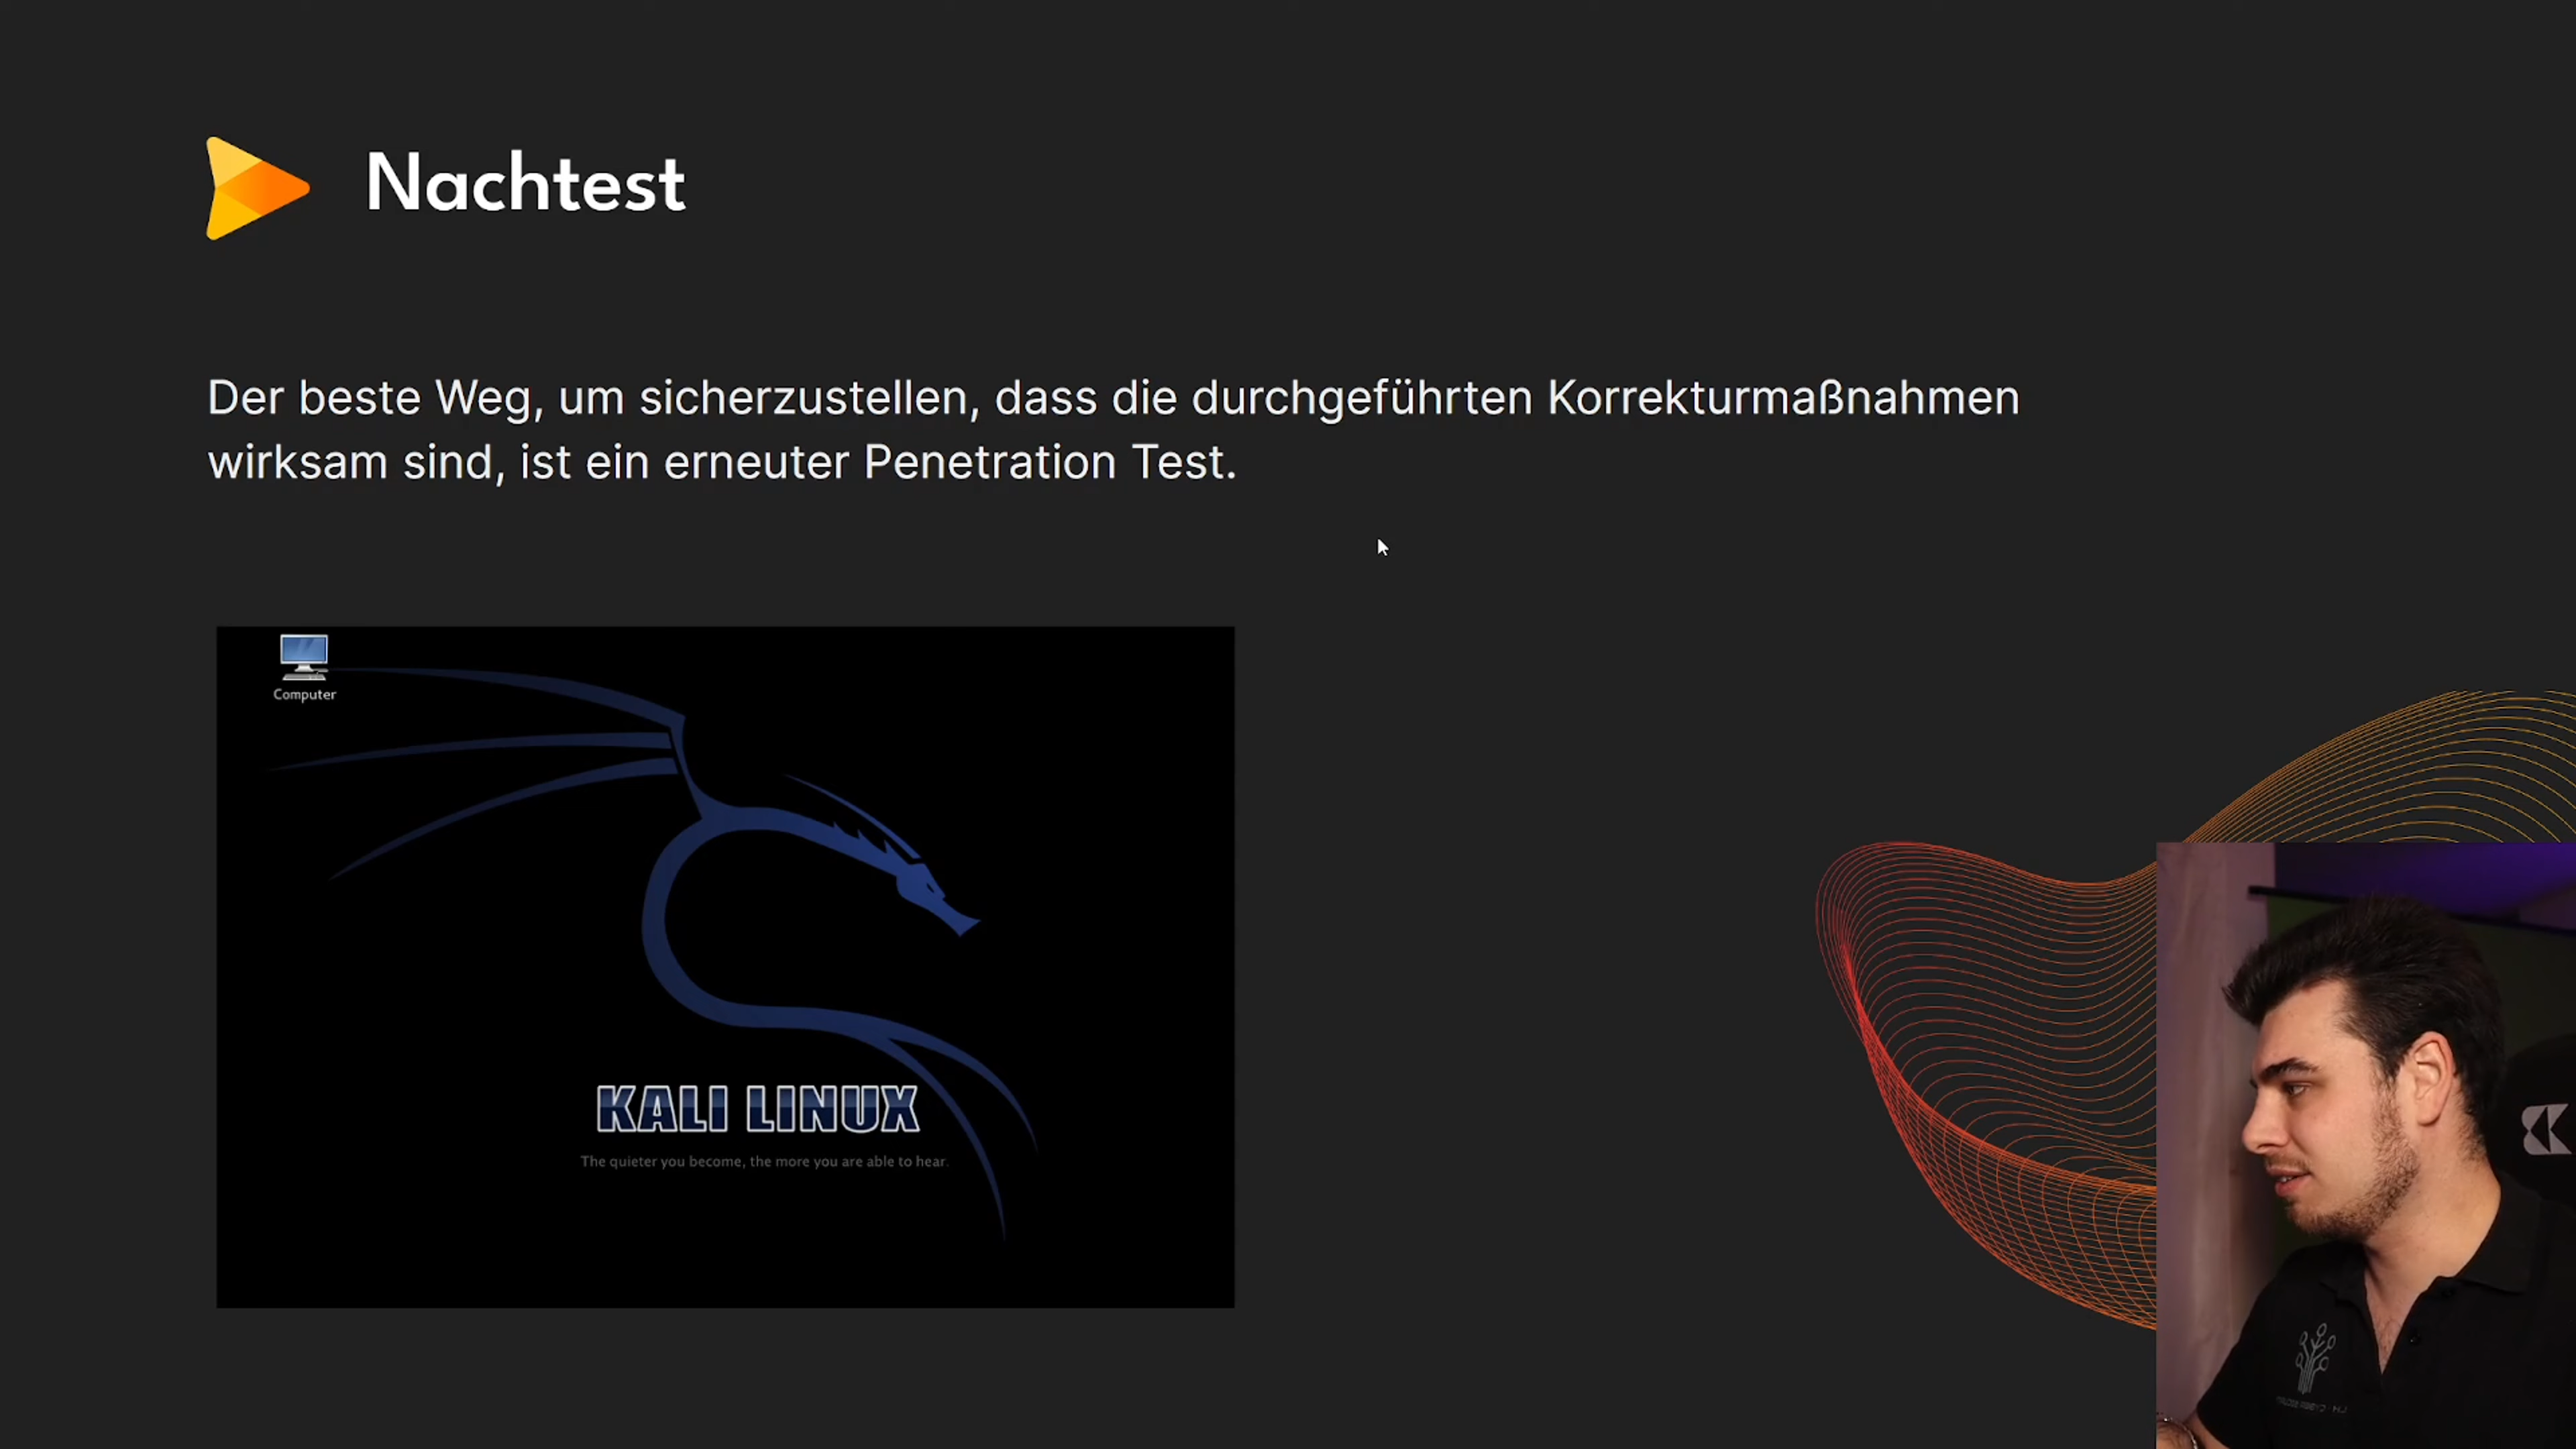 Nachtest
Der beste Weg, um sicherzustellen, dass die durchgeführten Korrekturmaßnahmen
wirksam sind, ist ein erneuter Penetration Test.
Computer
KALI LINUX
The quieter you become, the more you are able to hear.